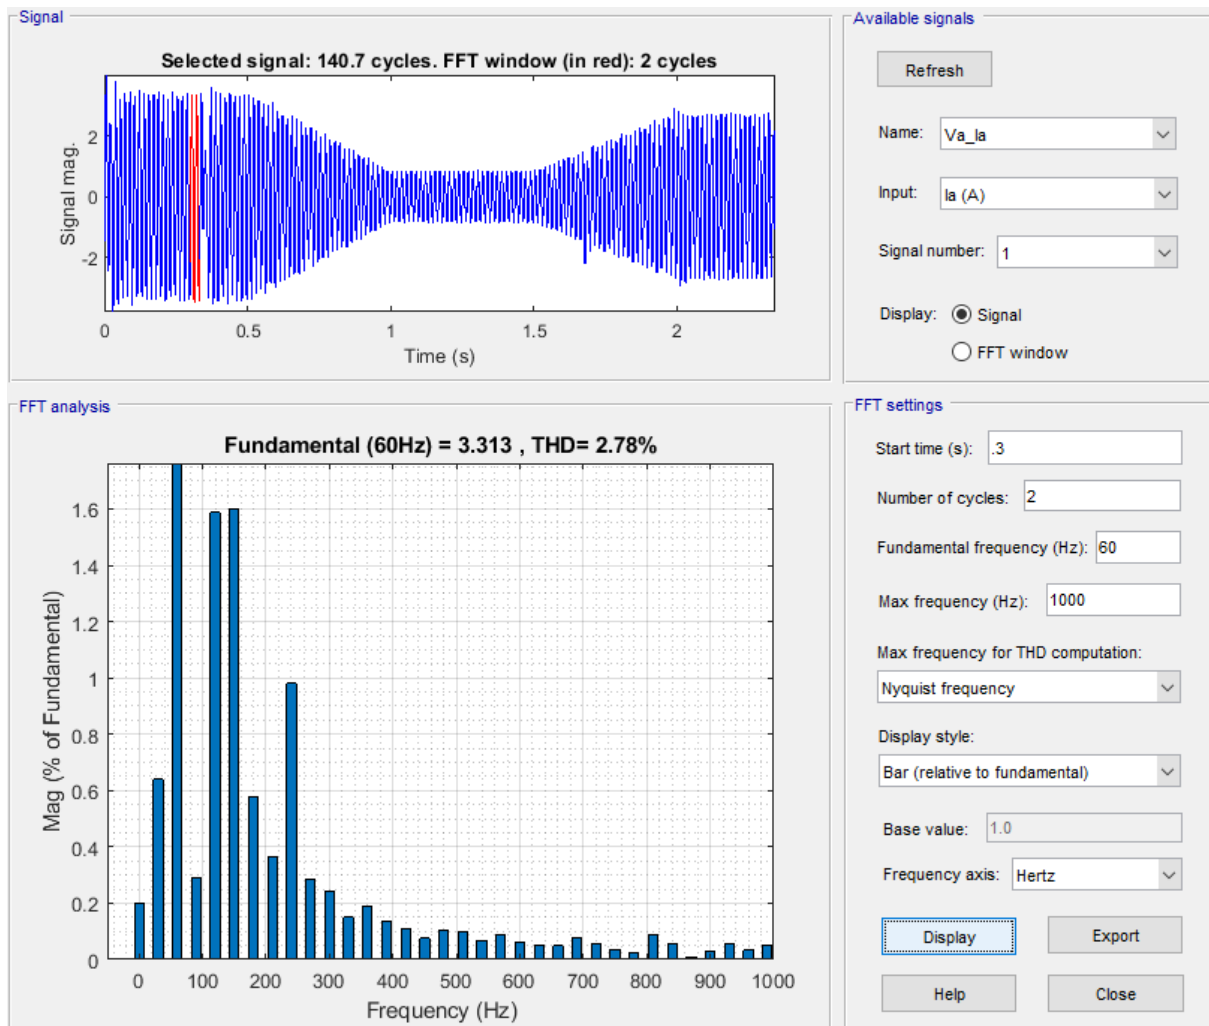 Signal
Selected signal: 140.7 cycles. FFT window (in red): 2 cycles
Signal mag.
2
0
-2
0
0.5
1
1.5
2
Time (s)
Available signals
Refresh
Name:
Va_Ia
Input:
Ia (A)
Signal number:
1
Display:
Signal
FFT window
FFT analysis
Fundamental (60Hz) = 3.313 , THD= 2.78%
Mag (% of Fundamental)
1.6
1.4
1.2
1
0.8
0.6
0.4
0.2
0
0
100
200
300
400
500
600
700
800
900
1000
Frequency (Hz)
FFT settings
Start time (s):
.3
Number of cycles:
2
Fundamental frequency (Hz):
60
Max frequency (Hz):
1000
Max frequency for THD computation:
Nyquist frequency
Display style:
Bar (relative to fundamental)
Base value:
1.0
Frequency axis:
Hertz
Display
Export
Help
Close